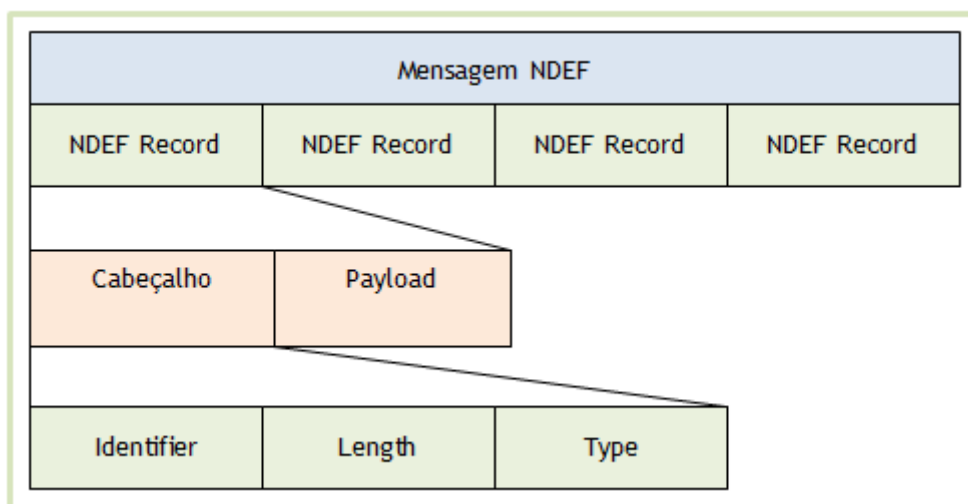 Mensagem NDEF
NDEF Record NDEF Record NDEF Record NDEF Record
Cabeçalho Payload
Identifier Length Type